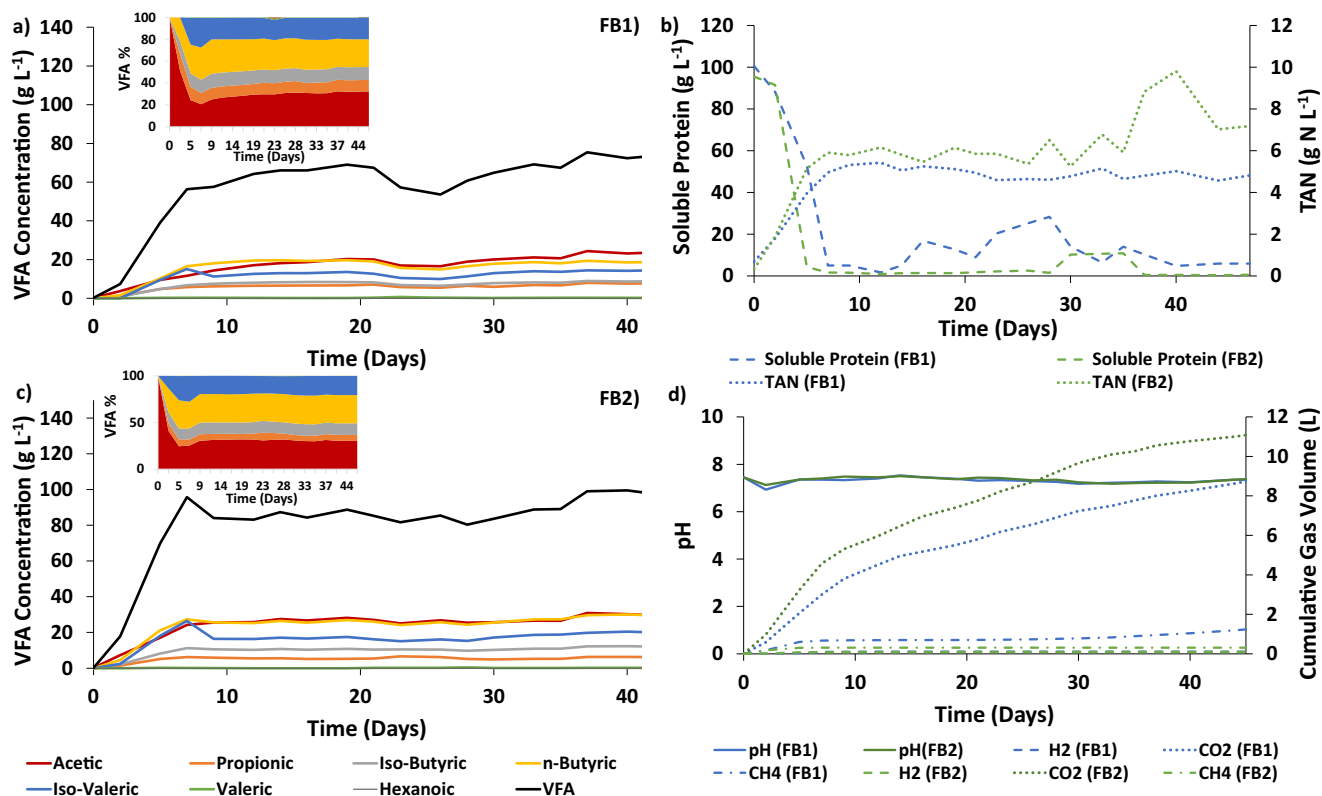 a)
FB1)
VFA Concentration (g L-1)
140
120
100
80
60
40
20
0
0 10 20 30 40
Time (Days)
VFA %
100
80
60
40
20
0
0 5 9 14 19 23 28 33 39 44
Time (Days)
b)
Soluble Protein (g L-1)
120
100
80
60
40
20
0
TAN (g N L-1)
12
10
8
6
4
2
0
0 10 20 30 40
Time (Days)
Soluble Protein (FB1) Soluble Protein (FB2)
TAN (FB1) TAN (FB2)
c)
FB2)
VFA Concentration (g L-1)
140
120
100
80
60
40
20
0
0 10 20 30 40
Time (Days)
VFA %
100
50
0
0 5 9 14 19 23 28 33 39 44
Time (Days)
Acetic Propionic Iso-Butyric n-Butyric
Iso-Valeric Valeric Hexanoic VFA
d)
pH
10
8
6
4
2
0
Cumulative Gas Volume (L)
12
10
8
6
4
2
0
0 10 20 30 40
Time (Days)
pH (FB1) pH(FB2) H2 (FB1) CO2 (FB1)
CH4 (FB1) H2 (FB2) CO2 (FB2) CH4 (FB2)